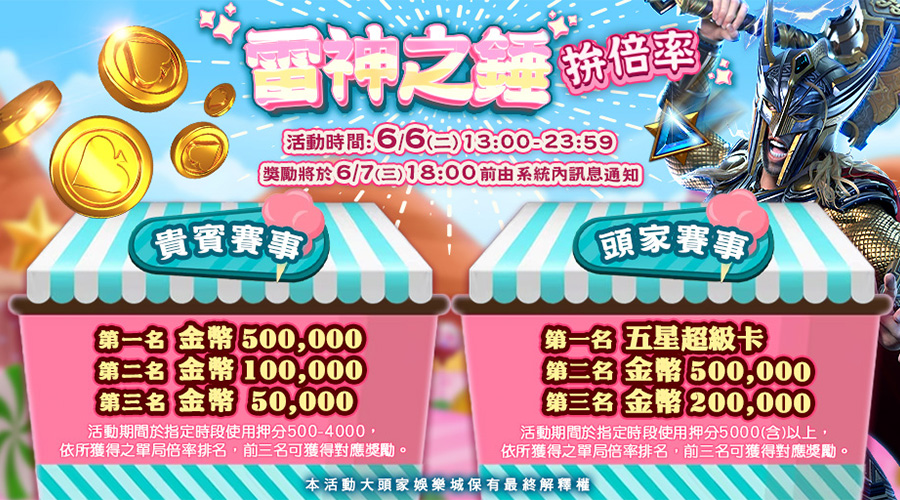 雷神之錘 拚倍率
活動時間:6/6(二)13:00-23:59
獎勵將於6/7(三)18:00前由系統內訊息通知
貴賓賽事
第一名 金幣 500,000
第二名 金幣 100,000
第三名 金幣 50,000
活動期間於指定時段使用押分500-4000，
依所獲得之單局倍率排名，前三名可獲得對應獎勵。
頭家賽事
第一名 五星超級卡
第二名 金幣 500,000
第三名 金幣 200,000
活動期間於指定時段使用押分5000(含)以上，
依所獲得之單局倍率排名，前三名可獲得對應獎勵。
本活動大頭家娛樂城保有最終解釋權